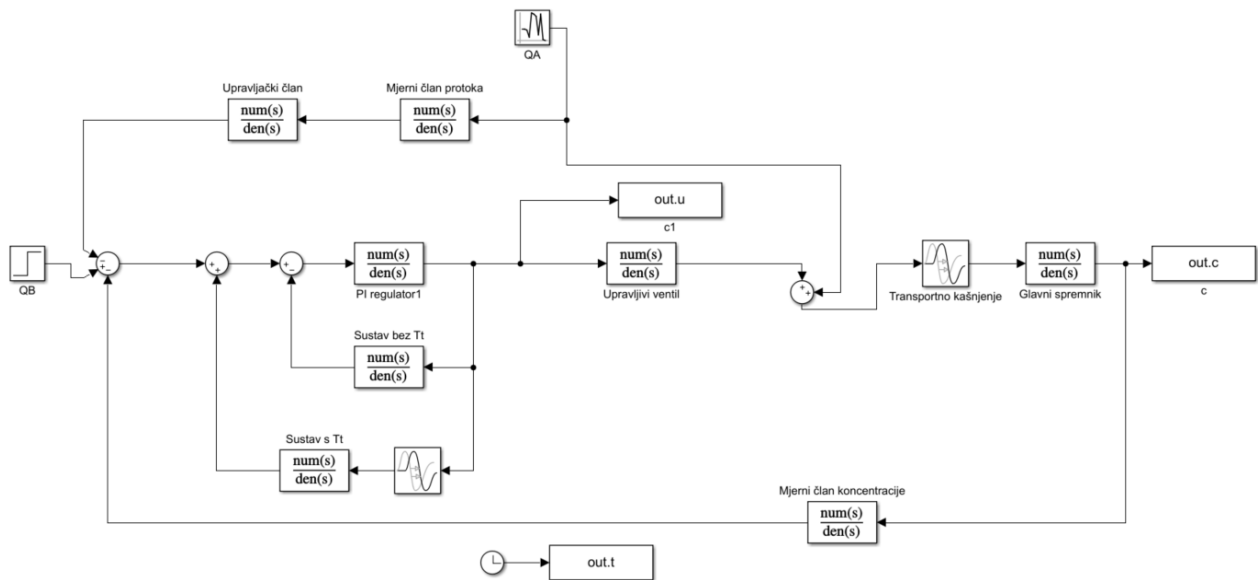 QA
Upravljački član
num(s)
den(s)
Mjerni član protoka
num(s)
den(s)
out.u
c1
QB
num(s)
den(s)
PI regulator1
num(s)
den(s)
Upravljivi ventil
Transportno kašnjenje
num(s)
den(s)
Glavni spremnik
out.c
c
Sustav bez Tt
num(s)
den(s)
Sustav s Tt
num(s)
den(s)
Mjerni član koncentracije
num(s)
den(s)
out.t